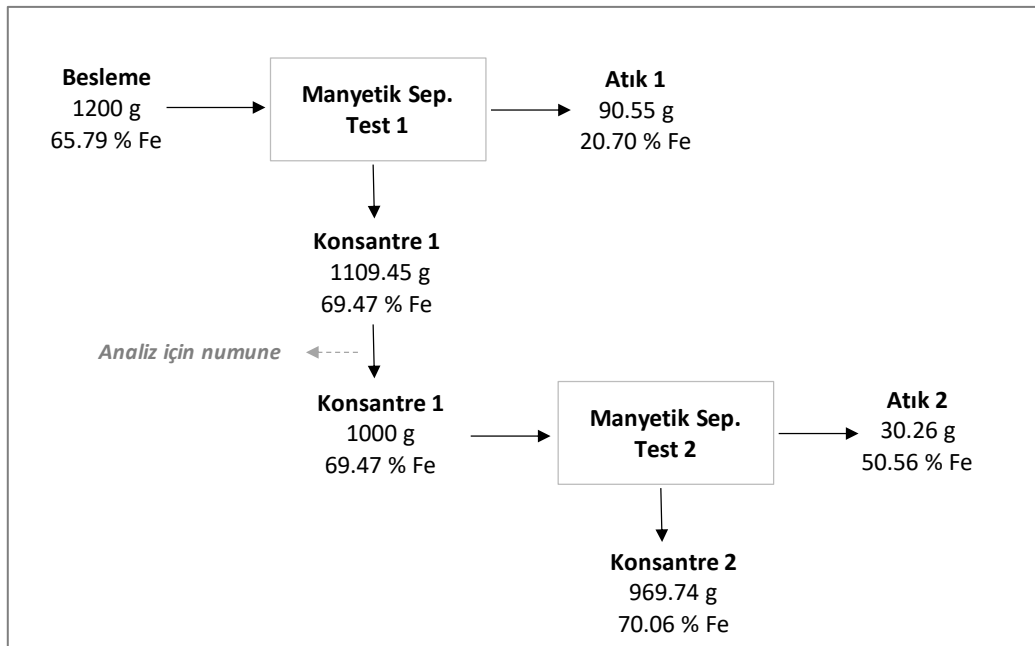 Besleme
1200 g
65.79 % Fe
Manyetik Sep.
Test 1
Atık 1
90.55 g
20.70 % Fe
Konsantre 1
1109.45 g
69.47 % Fe
Analiz için numune
Konsantre 1
1000 g
69.47 % Fe
Manyetik Sep.
Test 2
Atık 2
30.26 g
50.56 % Fe
Konsantre 2
969.74 g
70.06 % Fe